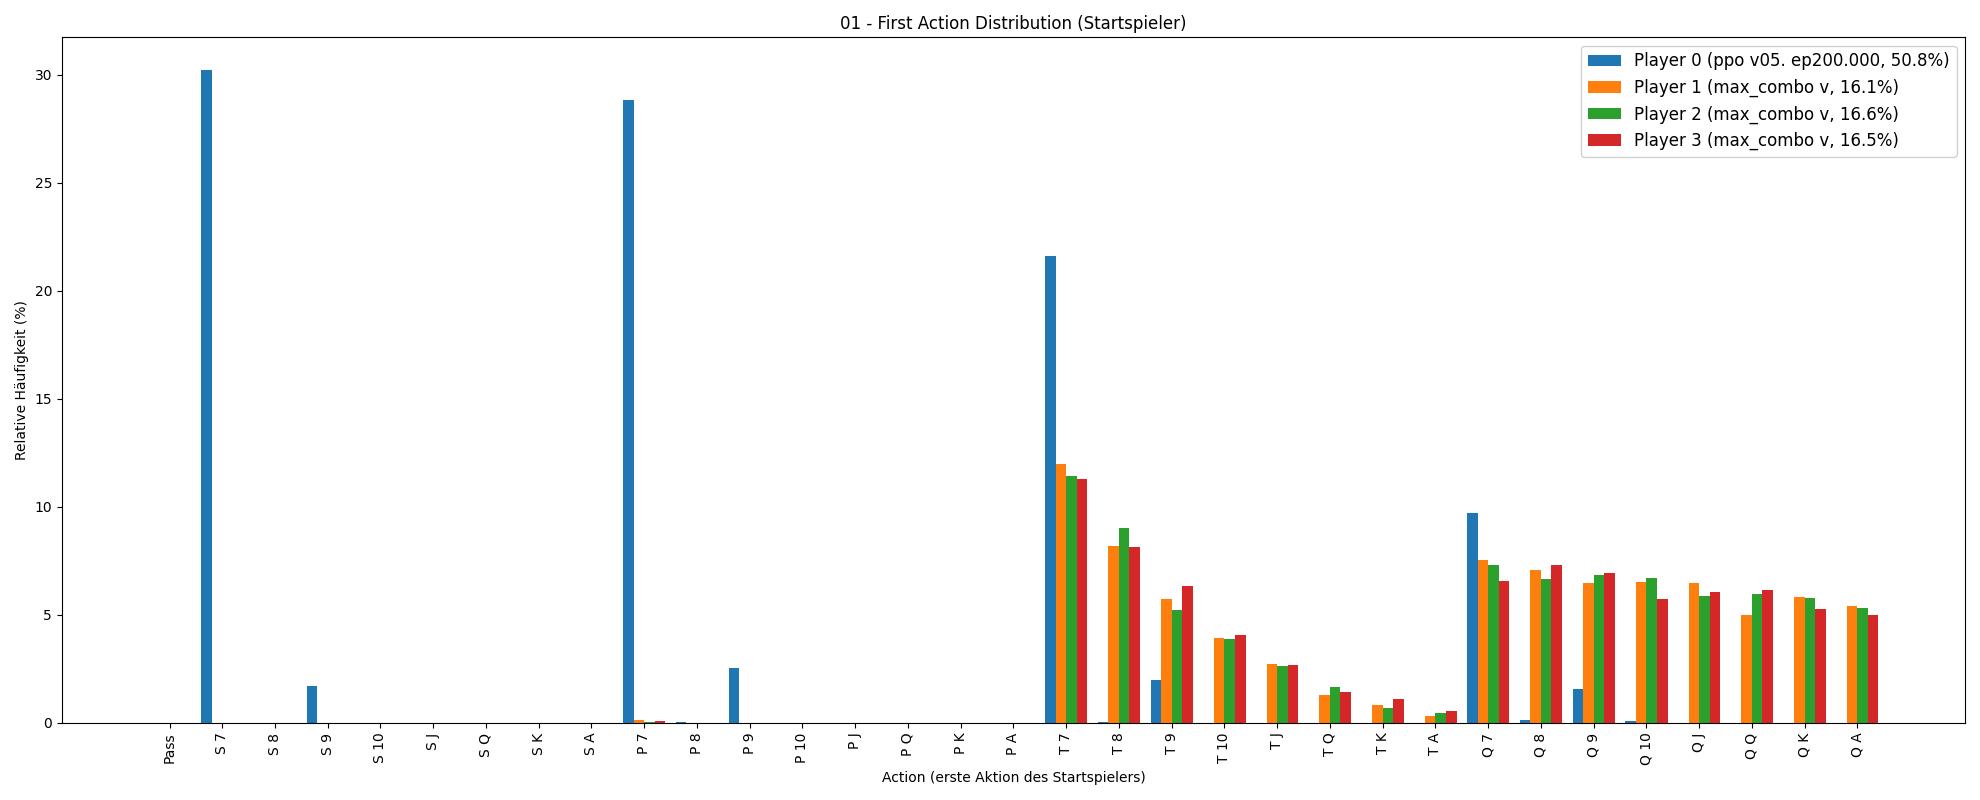 01 - First Action Distribution (Startspieler)
Player 0 (ppo v05. ep200.000, 50.8%)
Player 1 (max_combo v, 16.1%)
Player 2 (max_combo v, 16.6%)
Player 3 (max_combo v, 16.5%)
Relative Häufigkeit (%)
30
25
20
15
10
5
0
Pass
S 7
S 8
S 9
S 10
S J
S Q
S K
S A
P 7
P 8
P 9
P 10
P J
P Q
P K
P A
T 7
T 8
T 9
T 10
T J
T Q
T K
T A
Q 7
Q 8
Q 9
Q 10
Q J
Q Q
Q K
Q A
Action (erste Aktion des Startspielers)